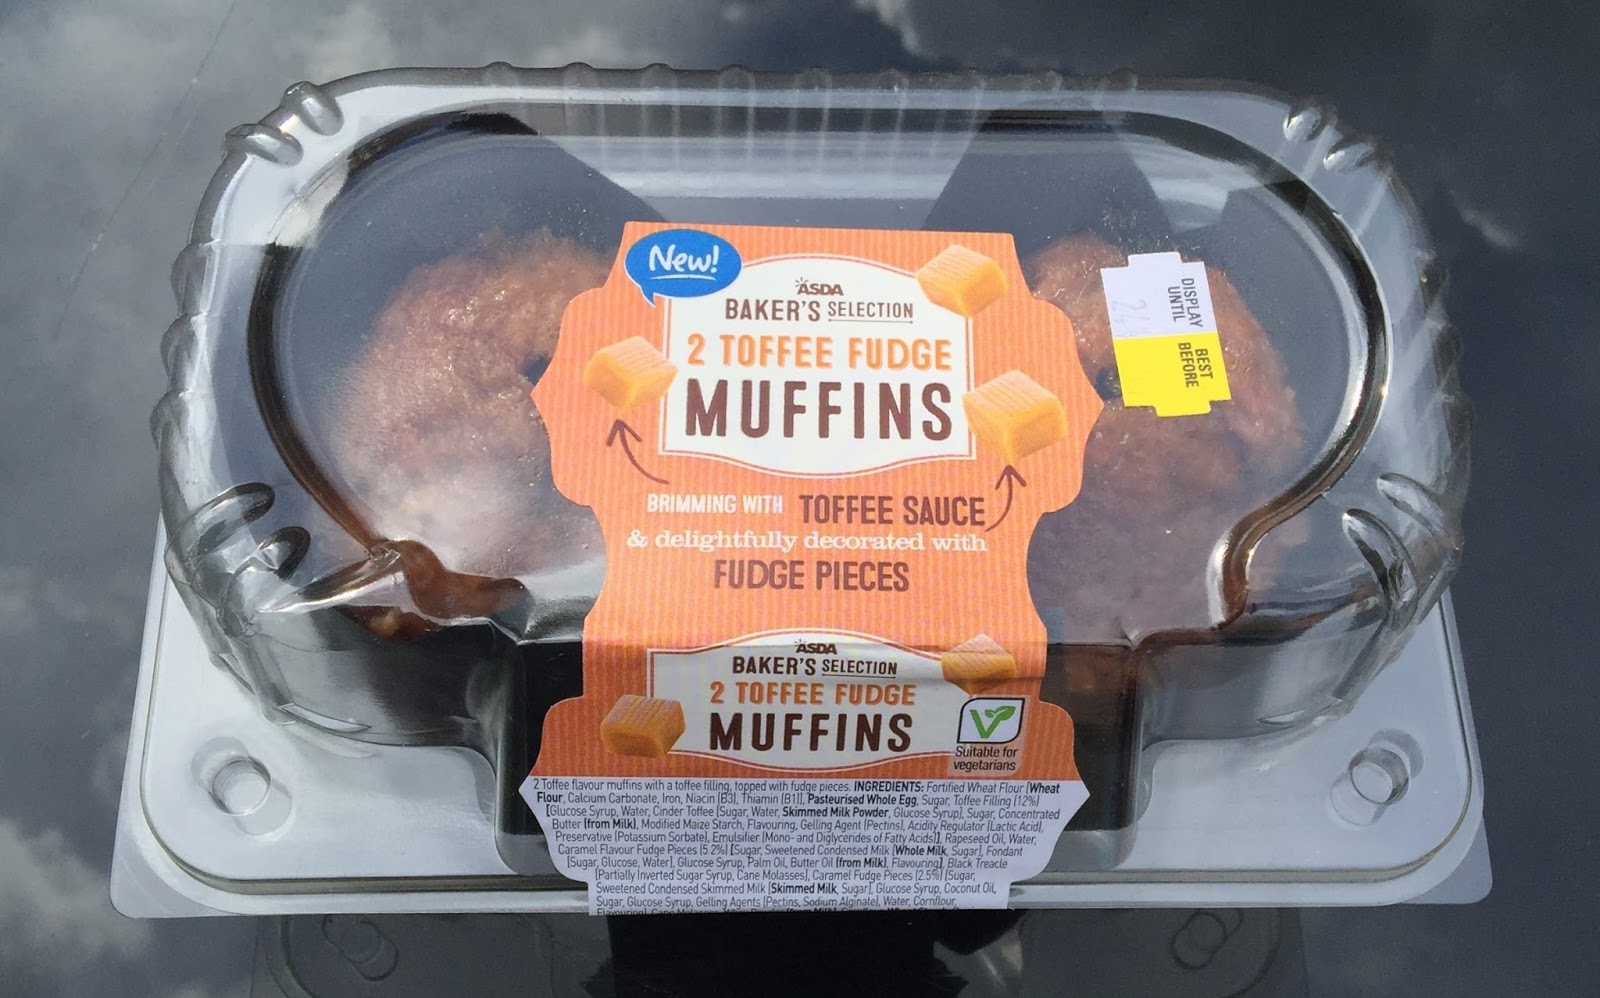 New!
ASDA
BAKER'S SELECTION
2 TOFFEE FUDGE
MUFFINS
BRIMMING WITH TOFFEE SAUCE
& delightfully decorated with
FUDGE PIECES
DISPLAY
UNTIL
BEST
BEFORE
ASDA
BAKER'S SELECTION
2 TOFFEE FUDGE
MUFFINS
Suitable for
vegetarians
2 Toffee flavour muffins with a toffee filling, topped with fudge pieces. INGREDIENTS: Fortified Wheat Flour [Wheat
Flour, Calcium Carbonate, Iron, Niacin (B3), Thiamin (B1)], Pasteurised Whole Egg, Sugar, Toffee Filling (12%)
[Glucose Syrup, Water, Cinder Toffee [Sugar, Water, Skimmed Milk Powder, Glucose Syrup], Sugar, Concentrated
Butter (from Milk), Modified Maize Starch, Flavouring, Gelling Agent (Pectins), Acidity Regulator (Lactic Acid),
Preservative (Potassium Sorbate), Emulsifier (Mono- and Diglycerides of Fatty Acids)], Rapeseed Oil, Water,
Caramel Flavour Fudge Pieces (5.2%) [Sugar, Sweetened Condensed Milk [Whole Milk, Sugar], Fondant
[Sugar, Glucose, Water], Glucose Syrup, Palm Oil, Butter Oil (from Milk), Flavouring], Black Treacle
[Partially Inverted Sugar Syrup, Cane Molasses], Caramel Fudge Pieces (2.5%) [Sugar,
Sweetened Condensed Skimmed Milk [Skimmed Milk, Sugar], Glucose Syrup, Coconut Oil,
Sugar, Glucose Syrup, Gelling Agents (Pectins, Sodium Alginate), Water, Cornflour,
Flavouring], Cane Molasses,